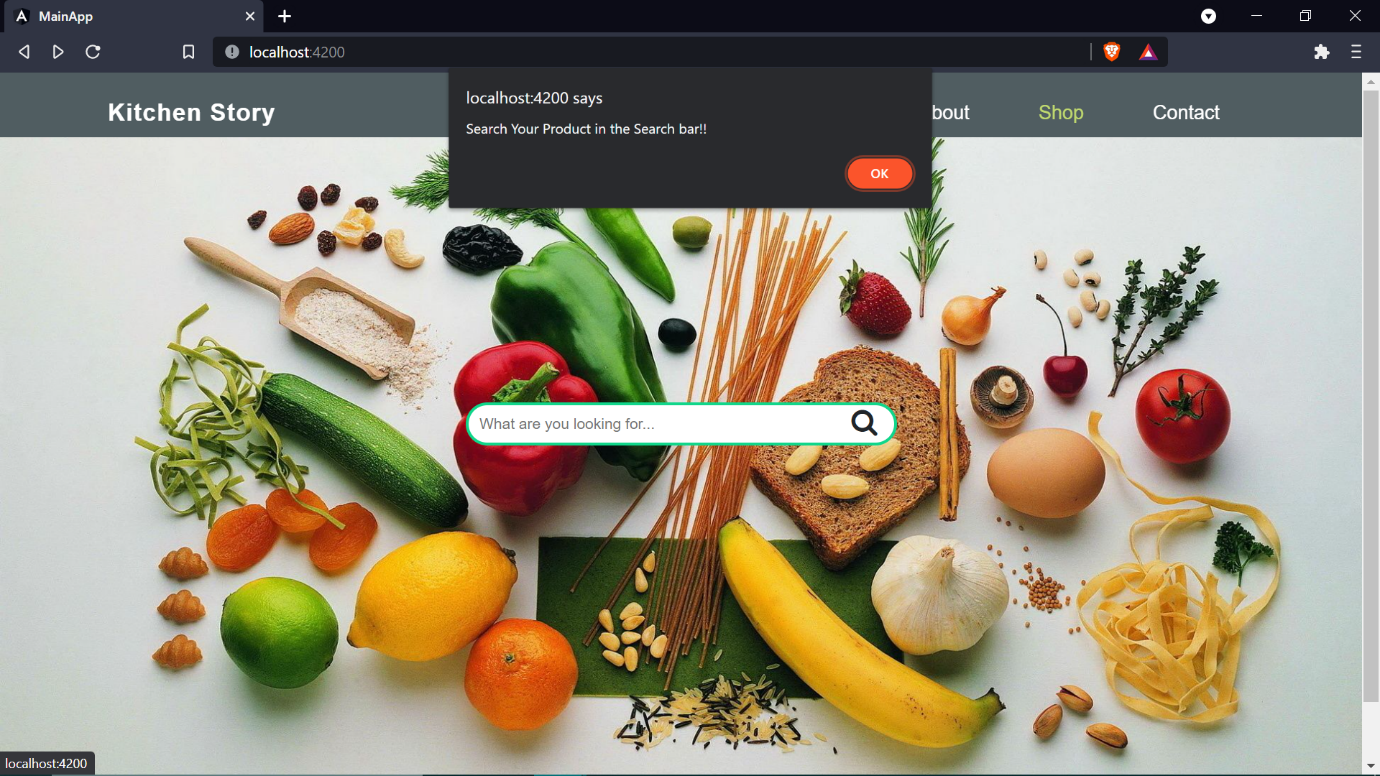 MainApp
localhost:4200
localhost:4200 says
Search Your Product in the Search bar!!
OK
Kitchen Story
bout
Shop
Contact
What are you looking for...
localhost:4200